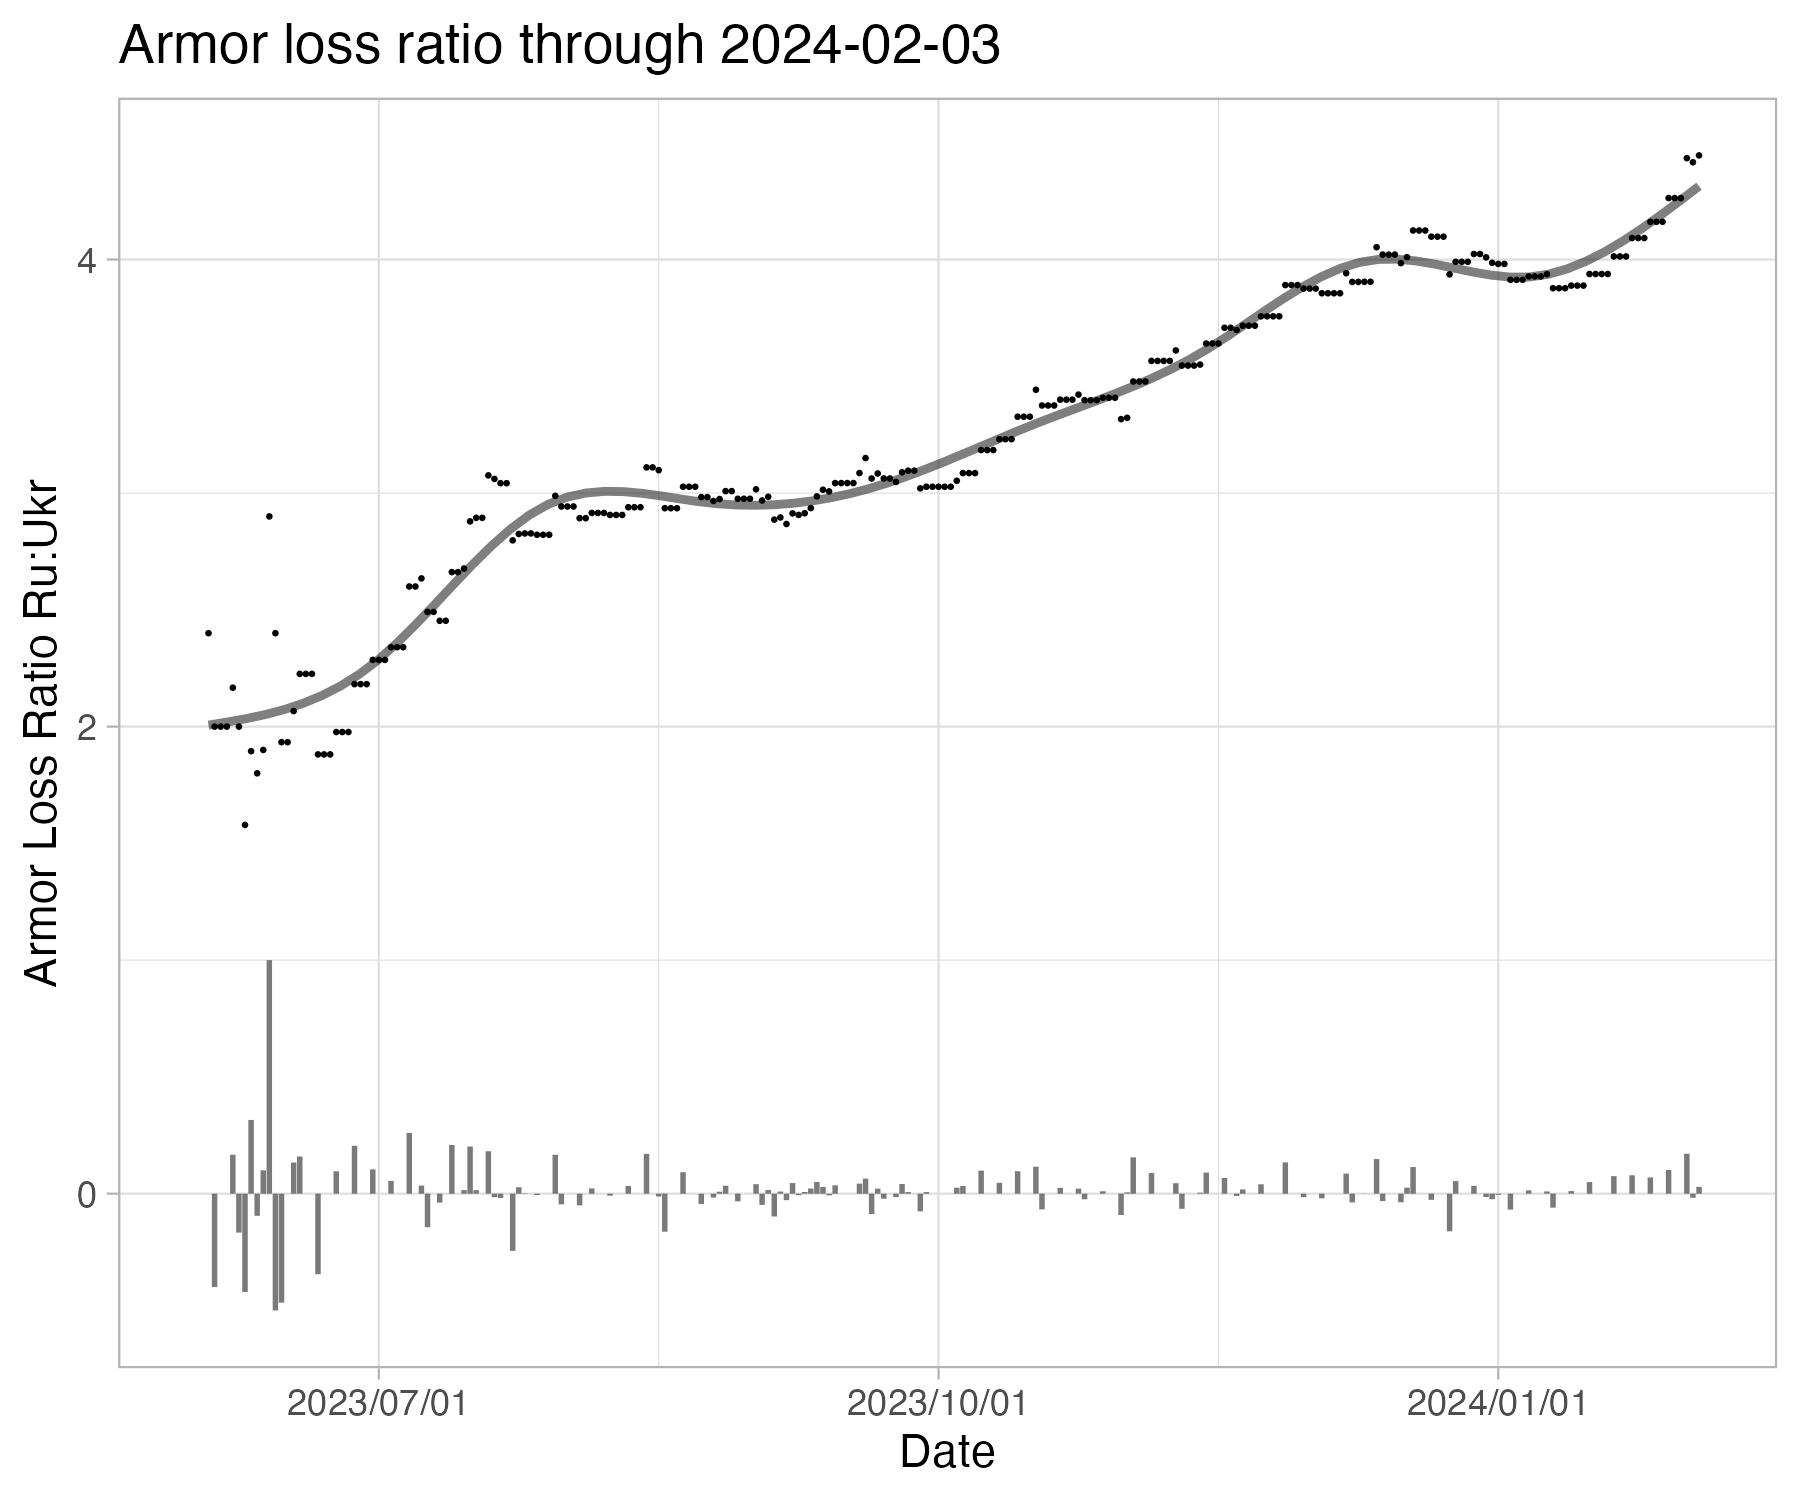 Armor loss ratio through 2024-02-03
Armor Loss Ratio Ru:Ukr
4
2
0
2023/07/01
2023/10/01
2024/01/01
Date